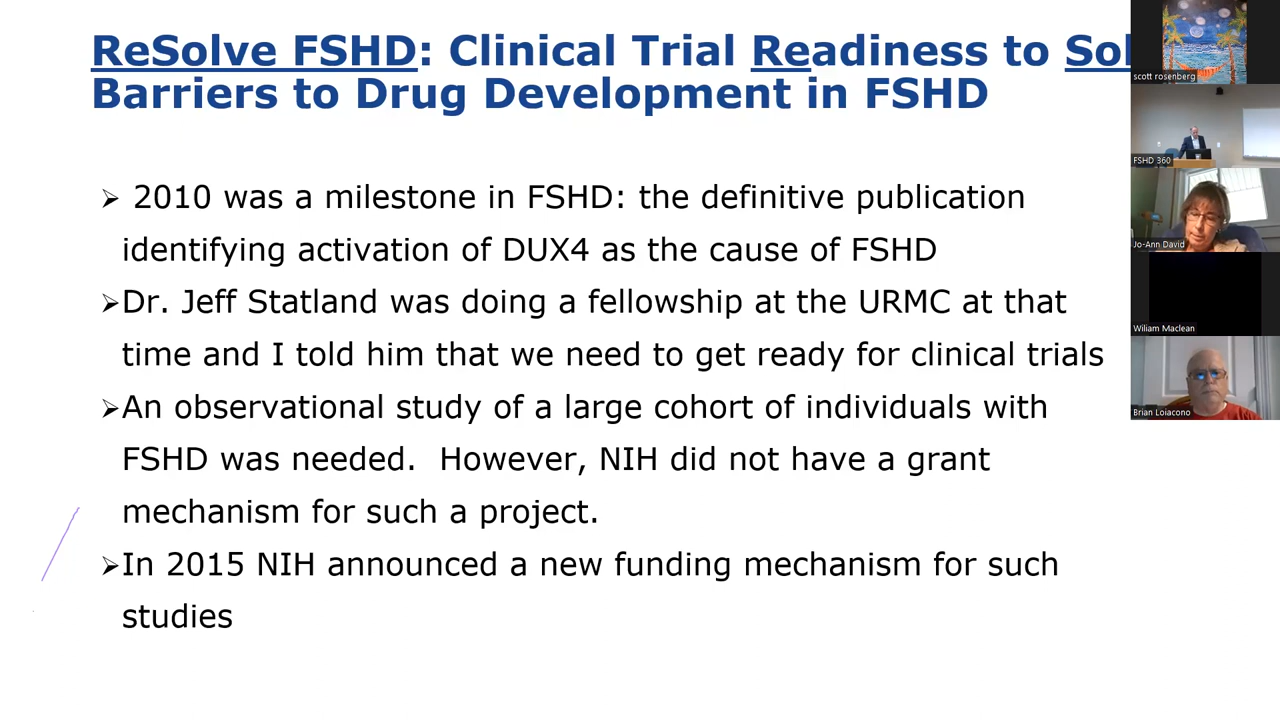 ReSolve FSHD: Clinical Trial Readiness to Sol
Barriers to Drug Development in FSHD
➢ 2010 was a milestone in FSHD: the definitive publication
identifying activation of DUX4 as the cause of FSHD
➢Dr. Jeff Statland was doing a fellowship at the URMC at that
time and I told him that we need to get ready for clinical trials
➢An observational study of a large cohort of individuals with
FSHD was needed.  However, NIH did not have a grant
mechanism for such a project.
➢In 2015 NIH announced a new funding mechanism for such
studies
scott rosenberg
FSHD 360
Jo-Ann David
Wiliam Maclean
Brian Loiacono